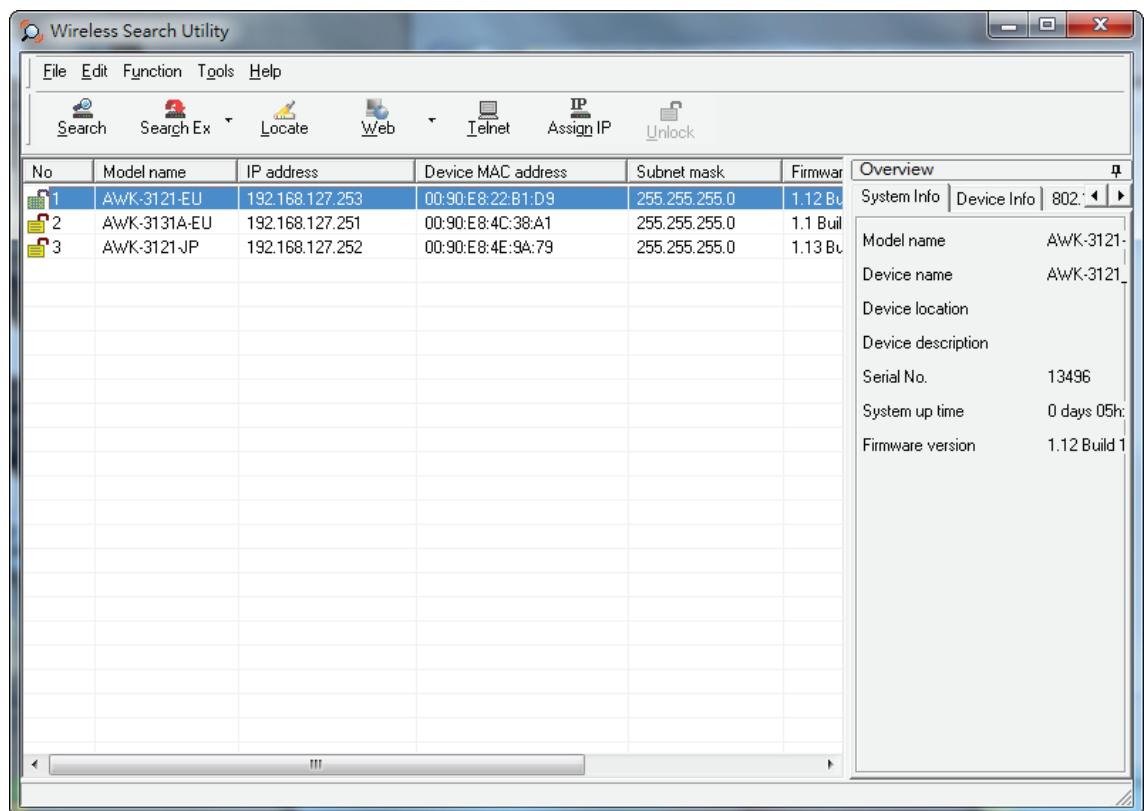 Wireless Search Utility
File Edit Function Tools Help
Search Search Ex Locate Web Telnet Assign IP Unlock
IP
No Model name IP address Device MAC address Subnet mask Firmwar
1 AWK-3121-EU 192.168.127.253 00:90:E8:22:B1:D9 255.255.255.0 1.12 Bu
2 AWK-3131A-EU 192.168.127.251 00:90:E8:4C:38:A1 255.255.255.0 1.1 Buil
3 AWK-3121-JP 192.168.127.252 00:90:E8:4E:9A:79 255.255.255.0 1.13 Bu
Overview
System Info Device Info 802.
Model name AWK-3121-
Device name AWK-3121_
Device location
Device description
Serial No. 13496
System up time 0 days 05h:
Firmware version 1.12 Build 1